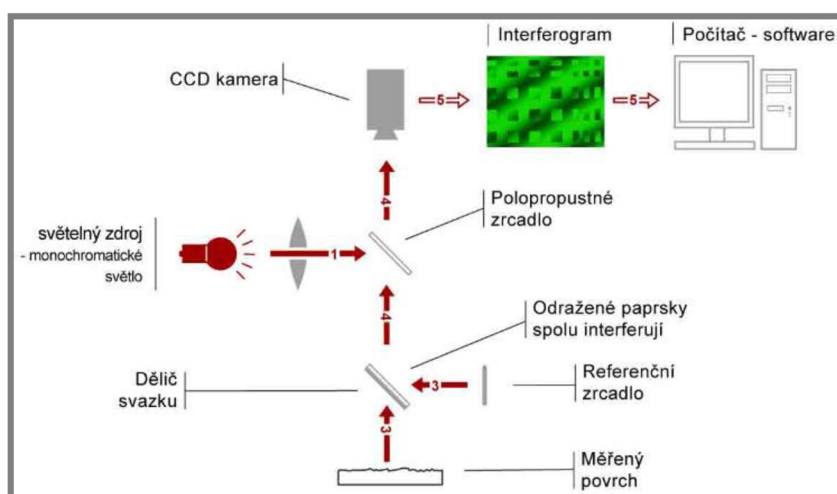 Interferogram
Počítač - software
CCD kamera
5
5
4
Polopropustné
zrcadlo
světelný zdroj
- monochromatické
světlo
1
4
Odražené paprsky
spolu interferují
Dělič
svazku
3
Referenční
zrcadlo
3
Měřený
povrch